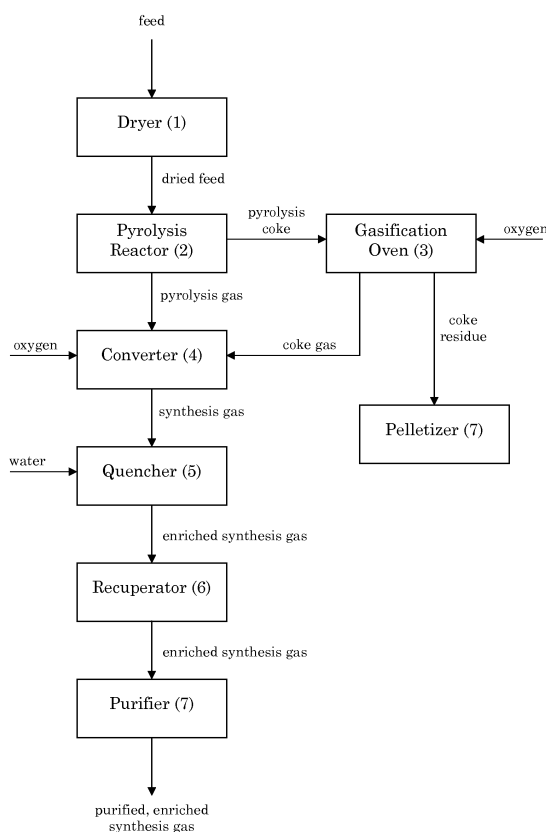 feed
Dryer (1)
dried feed
pyrolysis
coke
Pyrolysis
Reactor (2)
Gasification
Oven (3)
oxygen
pyrolysis gas
coke
residue
oxygen
Converter (4)
coke gas
synthesis gas
Pelletizer (7)
water
Quencher (5)
enriched synthesis gas
Recuperator (6)
enriched synthesis gas
Purifier (7)
purified, enriched
synthesis gas